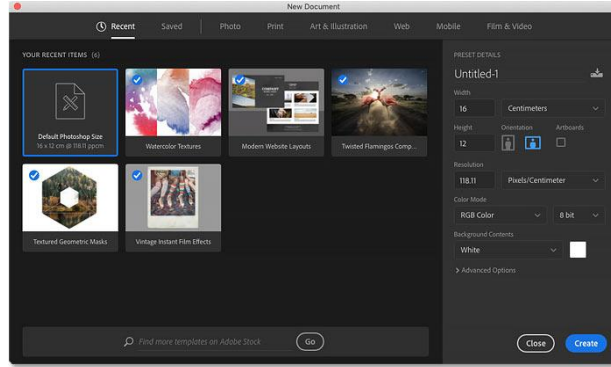 New Document
Recent
Saved
Photo
Print
Art & Illustration
Web
Mobile
Film & Video
YOUR RECENT ITEMS (6)
Default Photoshop Size
16 x 12 cm @ 118.11 ppcm
Watercolor Textures
COMPANY
Modern Website Layouts
Twisted Flamingos Comp...
Textured Geometric Masks
Vintage Instant Film Effects
Find more templates on Adobe Stock
Go
PRESET DETAILS
Untitled-1
Width
16 Centimeters
Height Orientation Artboards
12
Resolution
118.11 Pixels/Centimeter
Color Mode
RGB Color 8 bit
Background Contents
White
Advanced Options
Close Create